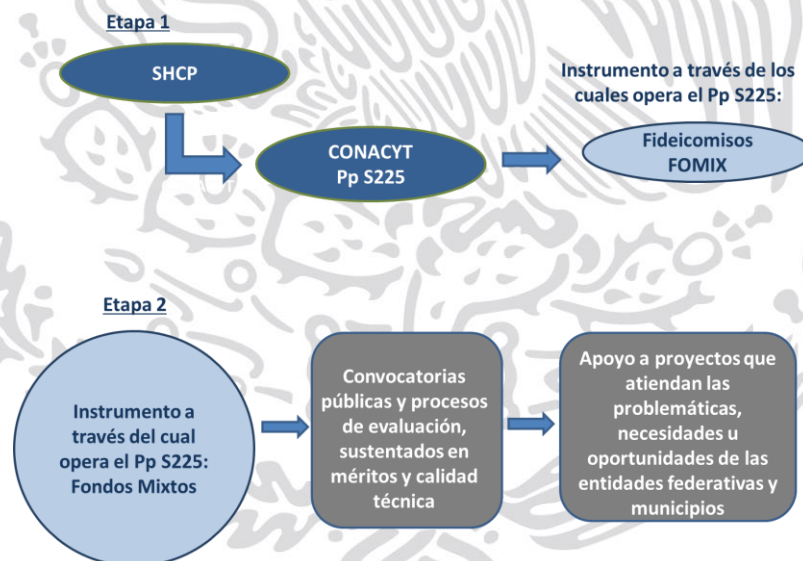 Etapa 1
SHCP
Instrumento a través de los
cuales opera el Pp S225:
CONACYT
Pp S225
Fideicomisos
FOMIX
Etapa 2
Instrumento a
través del cual
opera el Pp S225:
Fondos Mixtos
Convocatorias
públicas y procesos
de evaluación,
sustentados en
méritos y calidad
técnica
Apoyo a proyectos que
atiendan las
problemáticas,
necesidades u
oportunidades de las
entidades federativas y
municipios